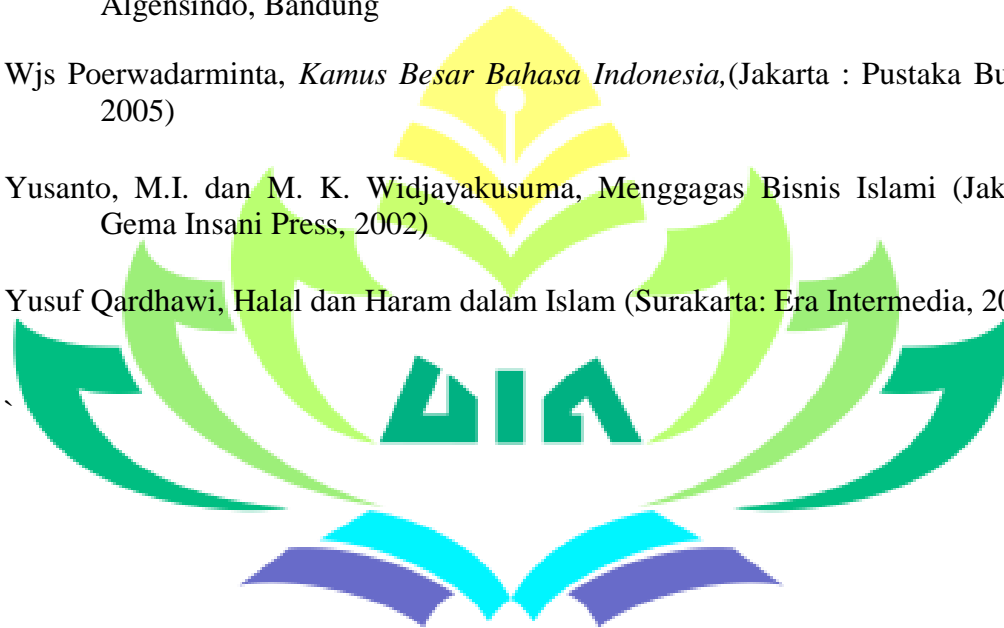 Algensindo, Bandung
Wjs Poerwadarminta, Kamus Besar Bahasa Indonesia,(Jakarta : Pustaka Bu
2005)
Yusanto, M.I. dan M. K. Widjayakusuma, Menggagas Bisnis Islami (Jak
Gema Insani Press, 2002)
Yusuf Qardhawi, Halal dan Haram dalam Islam (Surakarta: Era Intermedia, 20
`
UIN